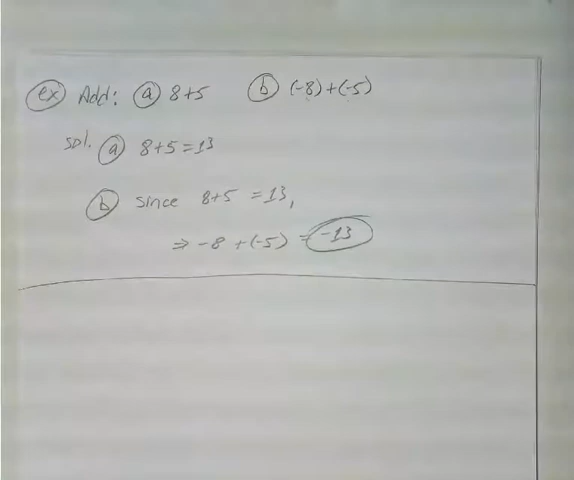 ex Add: a 8+5 b (-8)+(-5)
sol. a 8+5=13
b since 8+5 =13,
⇒ -8 +(-5) = -13